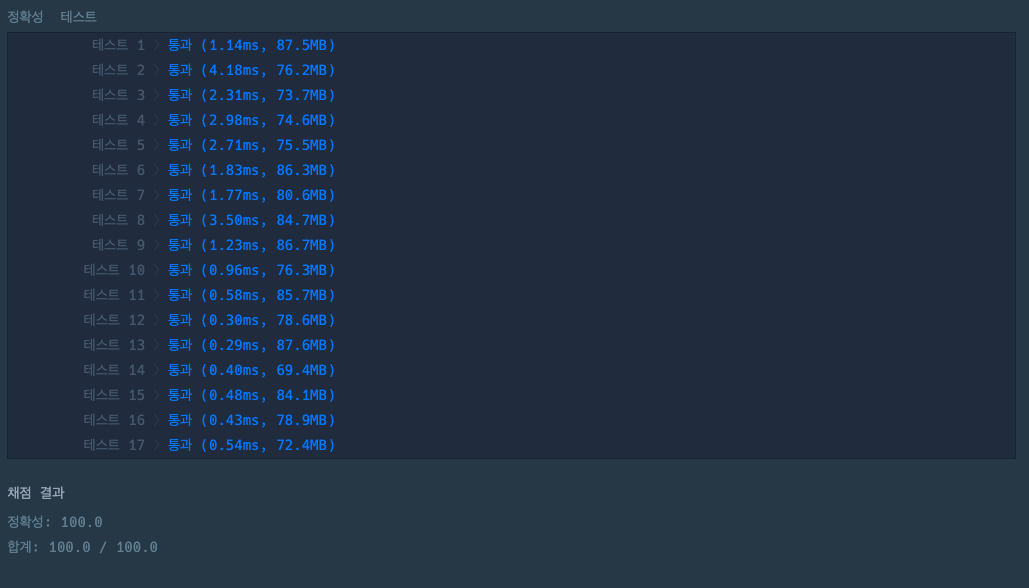 정확성  테스트
테스트 1 〉 통과 (1.14ms, 87.5MB)
테스트 2 〉 통과 (4.18ms, 76.2MB)
테스트 3 〉 통과 (2.31ms, 73.7MB)
테스트 4 〉 통과 (2.98ms, 74.6MB)
테스트 5 〉 통과 (2.71ms, 75.5MB)
테스트 6 〉 통과 (1.83ms, 86.3MB)
테스트 7 〉 통과 (1.77ms, 80.6MB)
테스트 8 〉 통과 (3.50ms, 84.7MB)
테스트 9 〉 통과 (1.23ms, 86.7MB)
테스트 10 〉 통과 (0.96ms, 76.3MB)
테스트 11 〉 통과 (0.58ms, 85.7MB)
테스트 12 〉 통과 (0.30ms, 78.6MB)
테스트 13 〉 통과 (0.29ms, 87.6MB)
테스트 14 〉 통과 (0.40ms, 69.4MB)
테스트 15 〉 통과 (0.48ms, 84.1MB)
테스트 16 〉 통과 (0.43ms, 78.9MB)
테스트 17 〉 통과 (0.54ms, 72.4MB)
채점 결과
정확성: 100.0
합계: 100.0 / 100.0